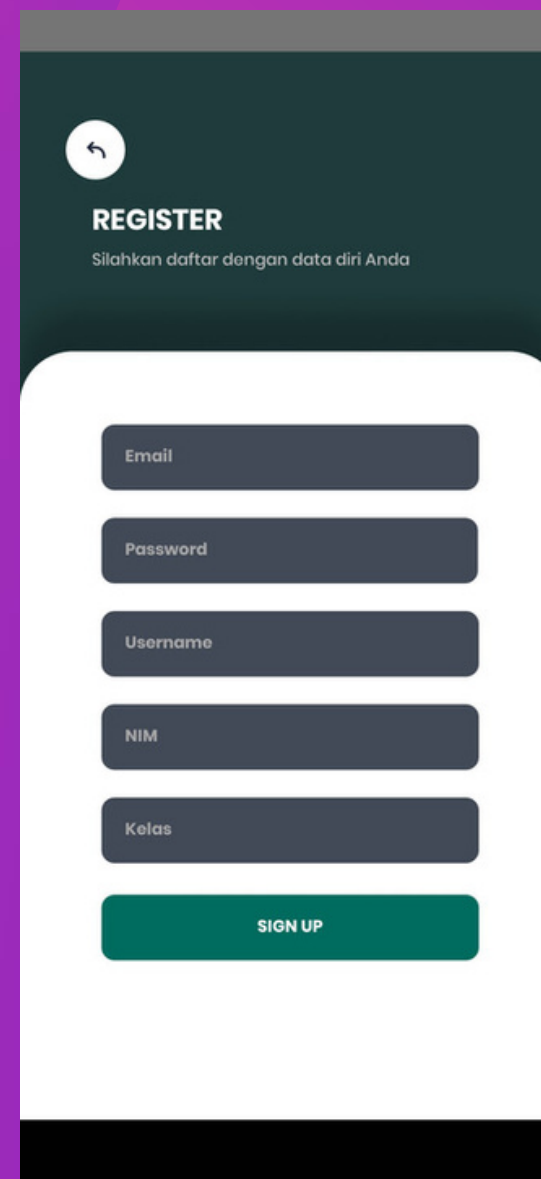 REGISTER
Silahkan daftar dengan data diri Anda
Email
Password
Username
NIM
Kelas
SIGN UP